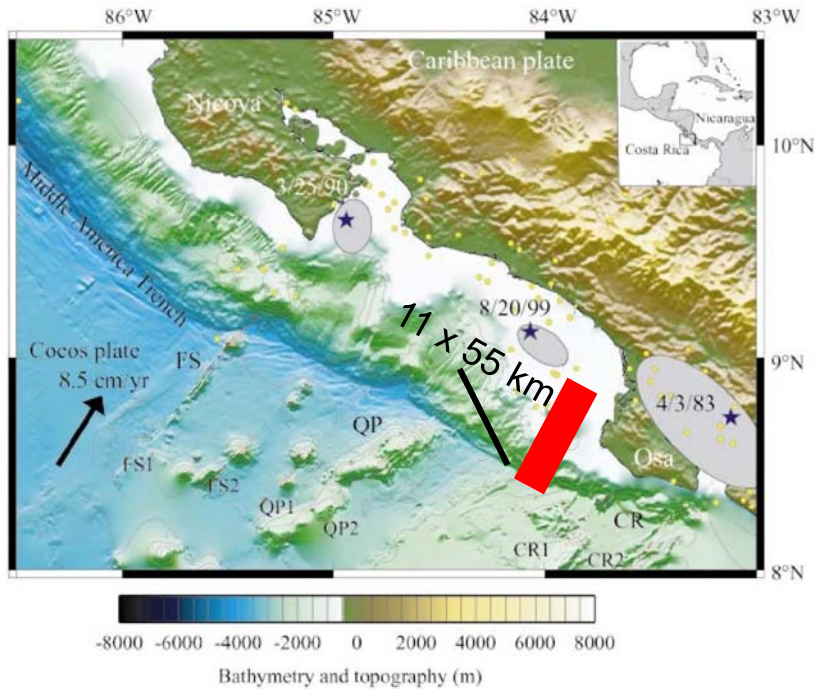 86°W 85°W 84°W 83°W
Caribbean plate
Nicoya
Nicaragua
Costa Rica
10°N
3/25/90
Middle America Trench
8/20/99
11 x 55 km
Cocos plate
8.5 cm/yr
FS
9°N
4/3/83
QP
Osa
FS1
FS2
QP1
QP2
CR
CR1
CR2
8°N
-8000 -6000 -4000 -2000 0 2000 4000 6000 8000
Bathymetry and topography (m)